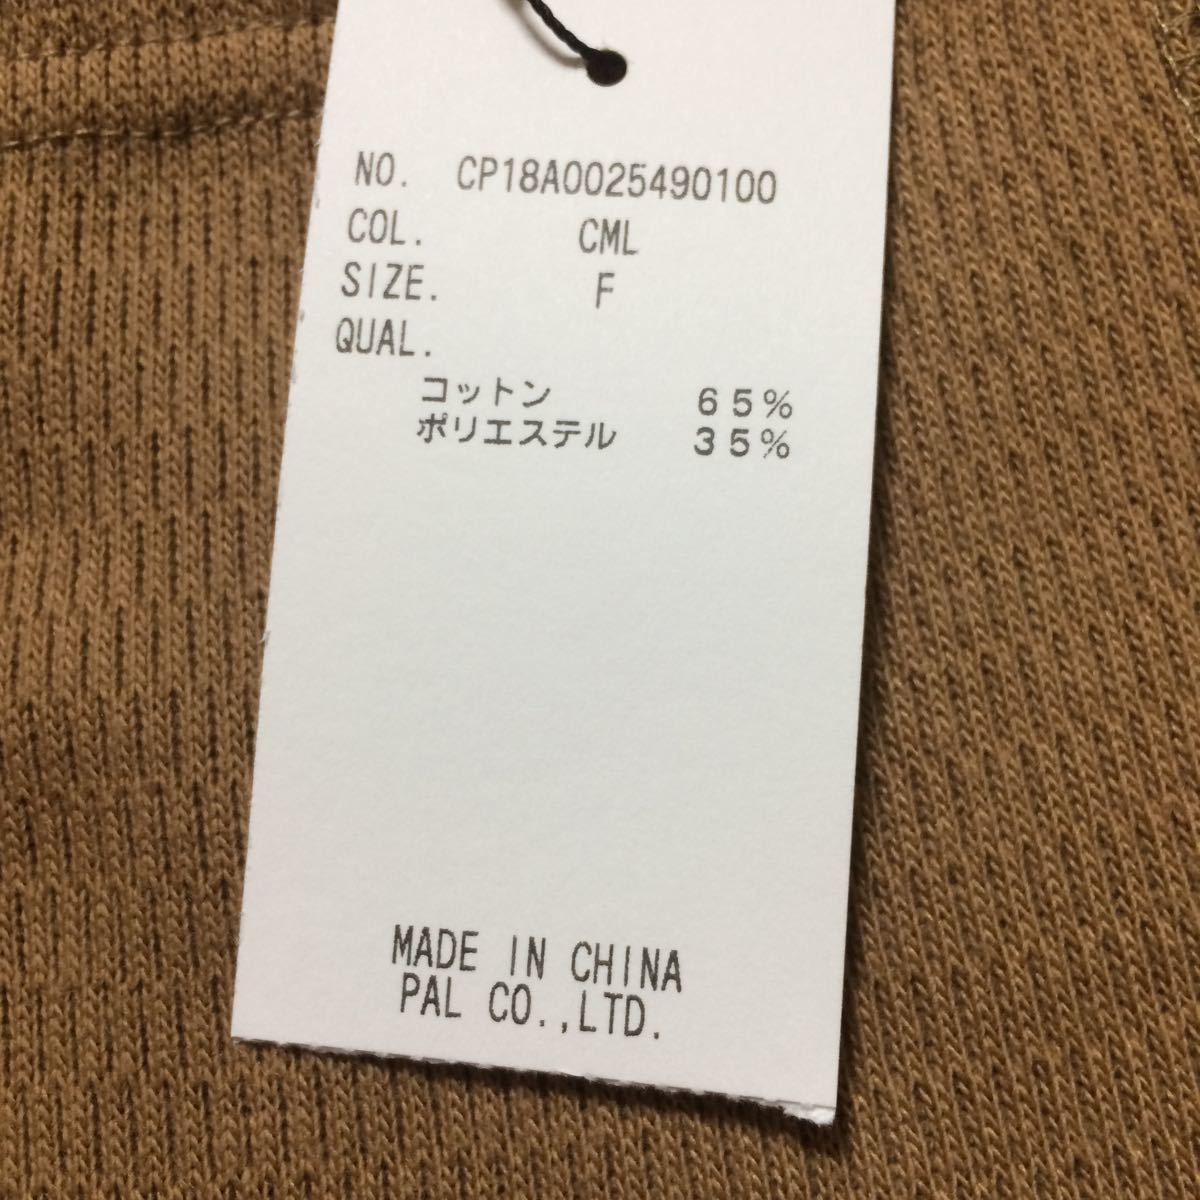 NO. CP18A0025490100
COL. CML
SIZE. F
QUAL.
コットン ６５％
ポリエステル ３５％
MADE IN CHINA
PAL CO.,LTD.